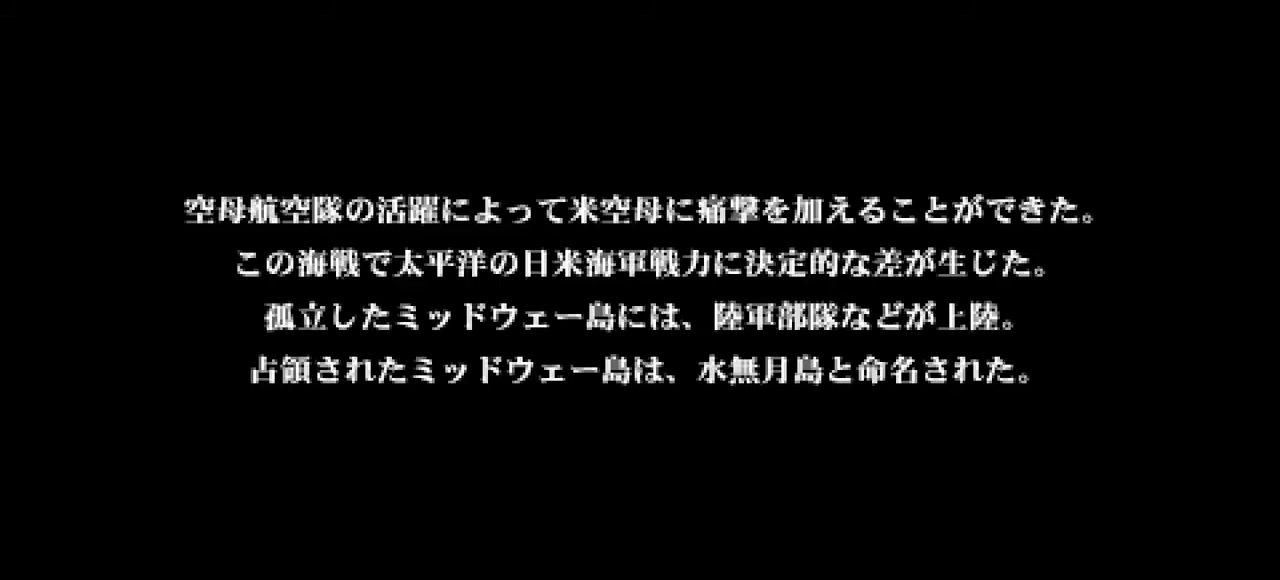 空母航空隊の活躍によって米空母に痛撃を加えることができた。
この海戦で太平洋の日米海軍戦力に決定的な差が生じた。
孤立したミッドウェー島には、陸軍部隊などが上陸。
占領されたミッドウェー島は、水無月島と命名された。